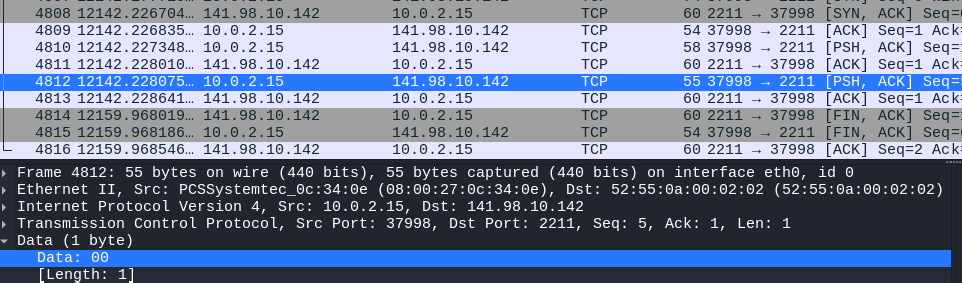 4808 12142.226704… 141.98.10.142 10.0.2.15 TCP 60 2211 → 37998 [SYN, ACK] Seq=
4809 12142.226835… 10.0.2.15 141.98.10.142 TCP 54 37998 → 2211 [ACK] Seq=1 Ack=
4810 12142.227348… 10.0.2.15 141.98.10.142 TCP 58 37998 → 2211 [PSH, ACK] Seq=
4811 12142.228010… 141.98.10.142 10.0.2.15 TCP 60 2211 → 37998 [ACK] Seq=1 Ack=
4812 12142.228075… 10.0.2.15 141.98.10.142 TCP 55 37998 → 2211 [PSH, ACK] Seq=
4813 12142.228641… 141.98.10.142 10.0.2.15 TCP 60 2211 → 37998 [ACK] Seq=1 Ack=
4814 12159.968019… 141.98.10.142 10.0.2.15 TCP 60 2211 → 37998 [FIN, ACK] Seq=
4815 12159.968186… 10.0.2.15 141.98.10.142 TCP 54 37998 → 2211 [FIN, ACK] Seq=
4816 12159.968546… 141.98.10.142 10.0.2.15 TCP 60 2211 → 37998 [ACK] Seq=2 Ack=
Frame 4812: 55 bytes on wire (440 bits), 55 bytes captured (440 bits) on interface eth0, id 0
Ethernet II, Src: PCSSystemtec_0c:34:0e (08:00:27:0c:34:0e), Dst: 52:55:0a:00:02:02 (52:55:0a:00:02:02)
Internet Protocol Version 4, Src: 10.0.2.15, Dst: 141.98.10.142
Transmission Control Protocol, Src Port: 37998, Dst Port: 2211, Seq: 5, Ack: 1, Len: 1
Data (1 byte)
Data: 00
[Length: 1]